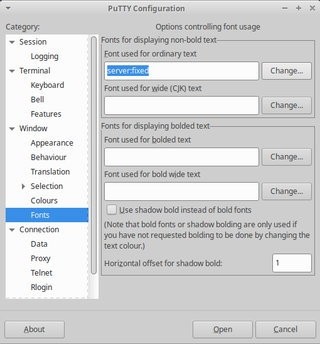 PuTTY Configuration
Category:
Session
Logging
Terminal
Keyboard
Bell
Features
Window
Appearance
Behaviour
Translation
Selection
Colours
Fonts
Connection
Data
Proxy
Telnet
Rlogin
Options controlling font usage
Fonts for displaying non-bold text
Font used for ordinary text
server:fixed
Change...
Font used for wide (CJK) text
Change...
Fonts for displaying bolded text
Font used for bolded text
Change...
Font used for bold wide text
Change...
Use shadow bold instead of bold fonts
(Note that bold fonts or shadow bolding are only used if
you have not requested bolding to be done by changing
the text colour.)
Horizontal offset for shadow bold:
1
About
Open
Cancel